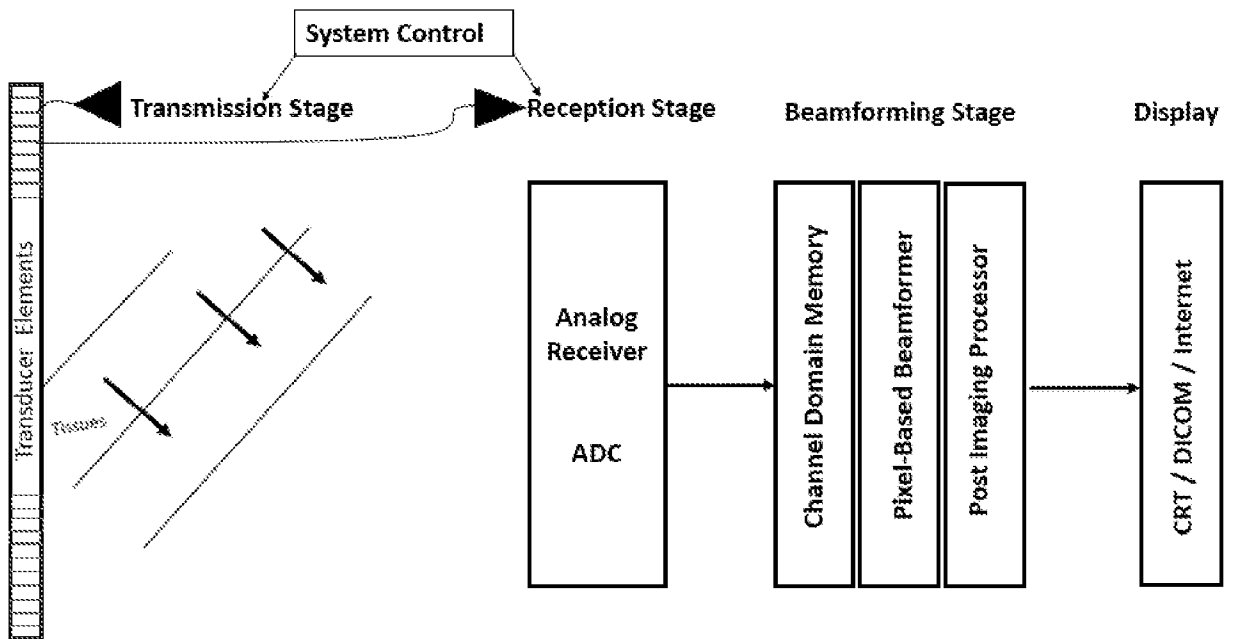 System Control
Transmission Stage
Reception Stage
Beamforming Stage
Display
Transducer Elements
Tissues
Analog
Receiver
ADC
Channel Domain Memory
Pixel-Based Beamformer
Post Imaging Processor
CRT / DICOM / Internet